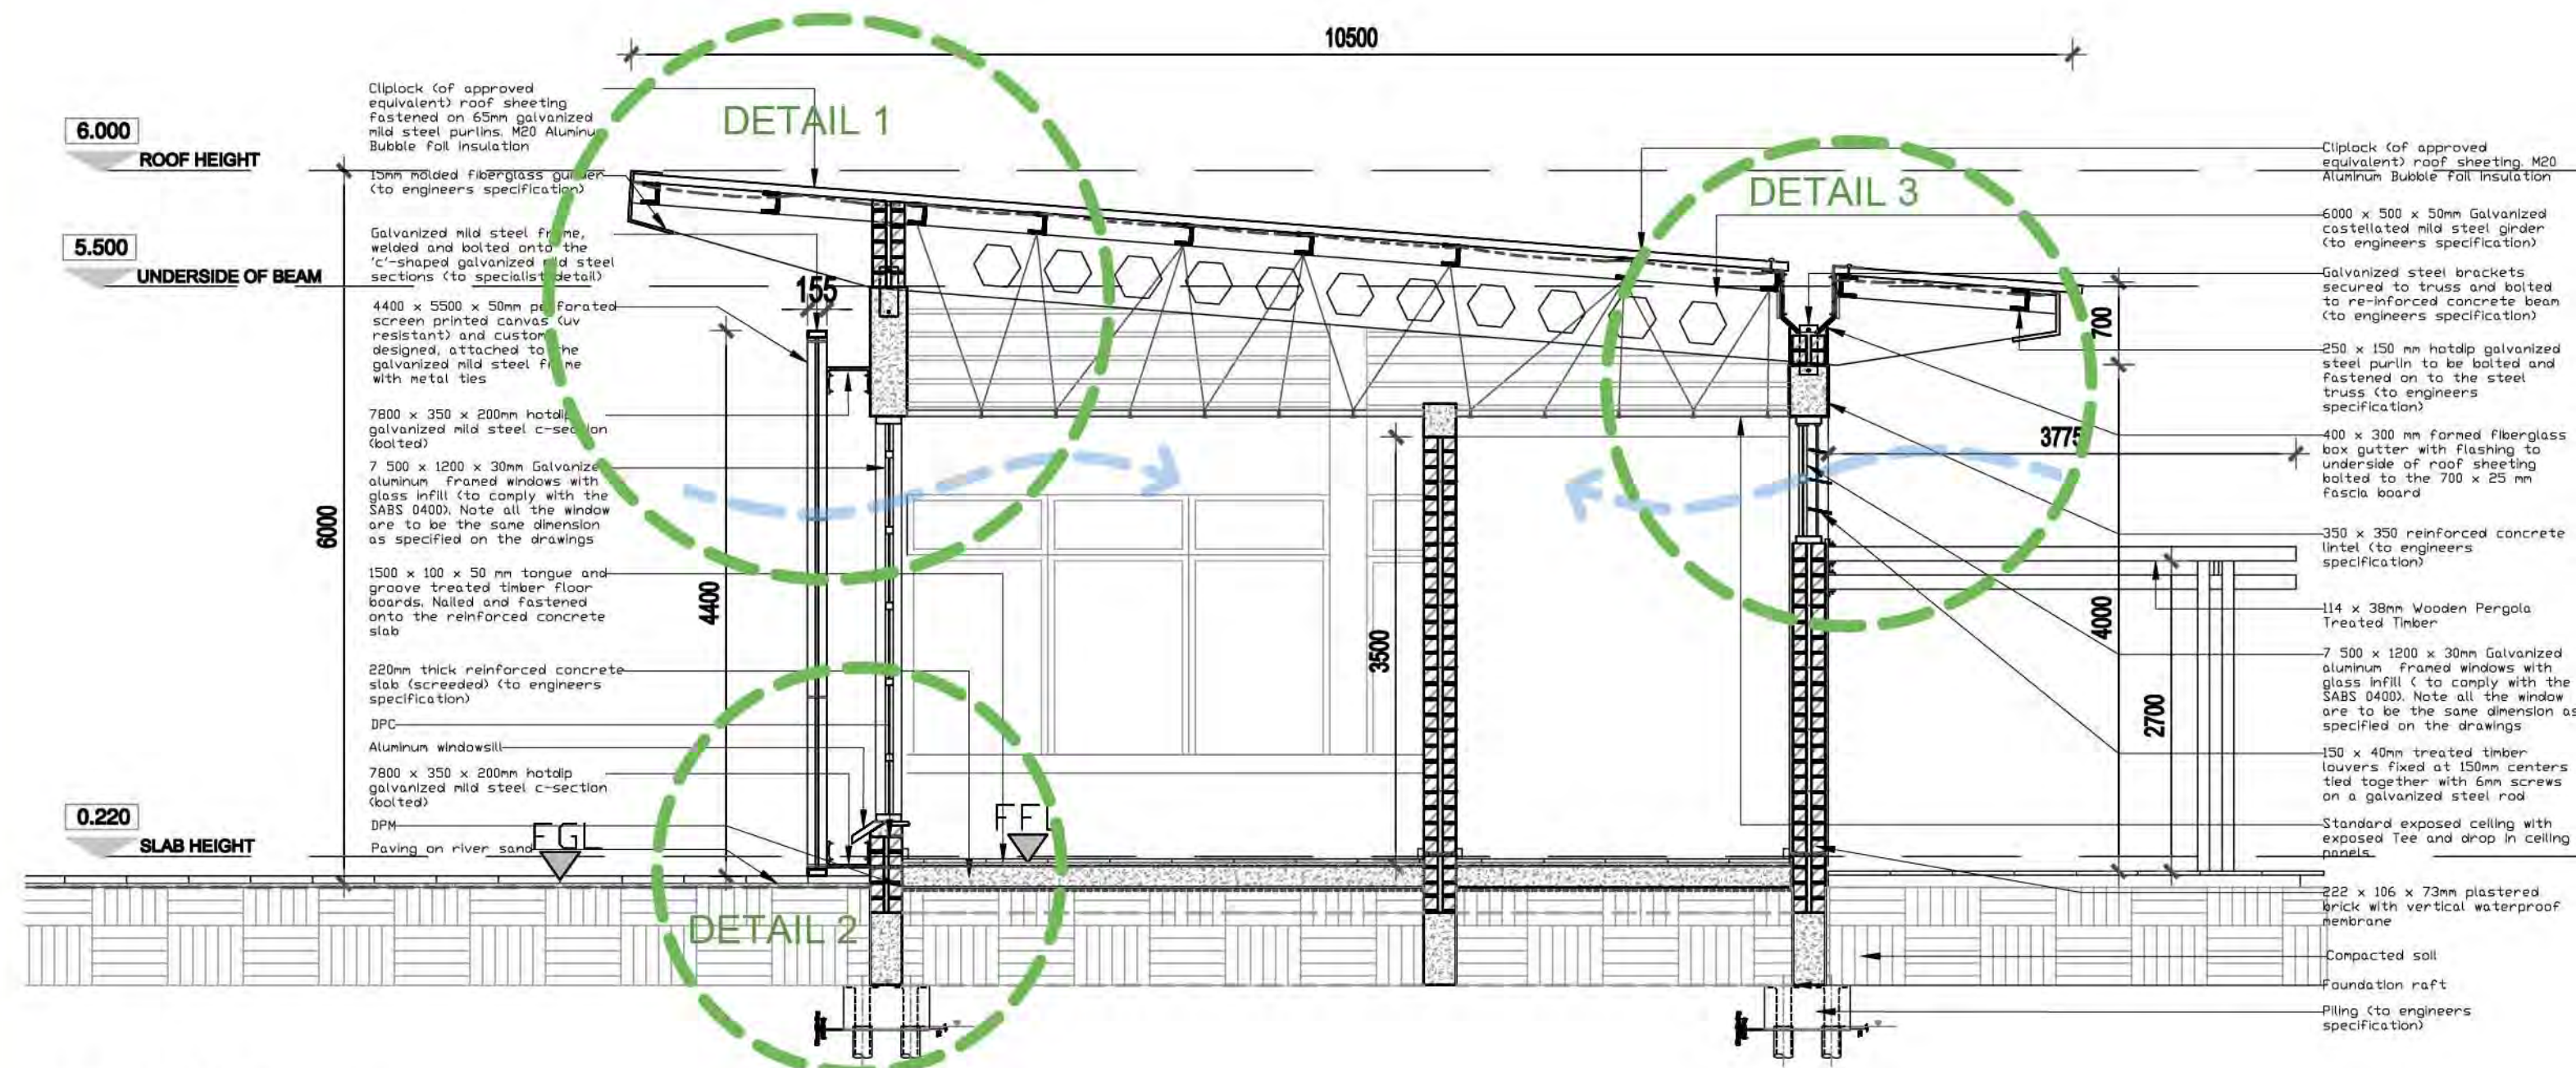 10500
Cliplock (of approved
equivalent) roof sheeting
fastened on 65mm galvanized
mild steel purlins. M20 Aluminu
Bubble foil insulation
15mm molded fiberglass
(to engineers specification)
Galvanized mild steel frame,
welded and bolted onto the
'c'-shaped galvanized mild steel
sections (to specialist detail)
4400 x 5500 x 50mm perforated
screen printed canvas (uv
resistant) and custom
designed, attached to the
galvanized mild steel frame
with metal ties
7800 x 350 x 200mm hotdip
galvanized mild steel c-section
(bolted)
7 500 x 1200 x 30mm Galvanize
aluminum framed windows with
glass infill (to comply with the
SABS 0400). Note all the window
are to be the same dimension
as specified on the drawings
1500 x 100 x 50 mm tongue and
groove treated timber floor
boards. Nailed and fastened
onto the reinforced concrete
slab
220mm thick reinforced concrete
slab (screeded) (to engineers
specification)
DPC
Aluminum windowsill
7800 x 350 x 200mm hotdip
galvanized mild steel c-section
(bolted)
DPM
Paving on river sand
6.000
ROOF HEIGHT
5.500
UNDERSIDE OF BEAM
0.220
SLAB HEIGHT
6000
4400
155
3500
FGL
FFL
DETAIL 1
DETAIL 2
DETAIL 3
700
3775
4000
2700
Cliplock (of approved
equivalent) roof sheeting. M20
Aluminum Bubble foil insulation
6000 x 500 x 50mm Galvanized
castellated mild steel girder
(to engineers specification)
Galvanized steel brackets
secured to truss and bolted
to re-inforced concrete beam
(to engineers specification)
250 x 150 mm hotdip galvanized
steel purlin to be bolted and
fastened on to the steel
truss (to engineers
specification)
400 x 300 mm formed fiberglass
box gutter with flashing to
underside of roof sheeting
bolted to the 700 x 25 mm
fascia board
350 x 350 reinforced concrete
lintel (to engineers
specification)
114 x 38mm Wooden Pergola
Treated Timber
7 500 x 1200 x 30mm Galvanized
aluminum framed windows with
glass infill ( to comply with the
SABS 0400). Note all the window
are to be the same dimension as
specified on the drawings
150 x 40mm treated timber
louvers fixed at 150mm centers
tied together with 6mm screws
on a galvanized steel rod
Standard exposed ceiling with
exposed Tee and drop in ceiling
panels
222 x 106 x 73mm plastered
brick with vertical waterproof
membrane
Compacted soil
Foundation raft
Piling (to engineers
specification)